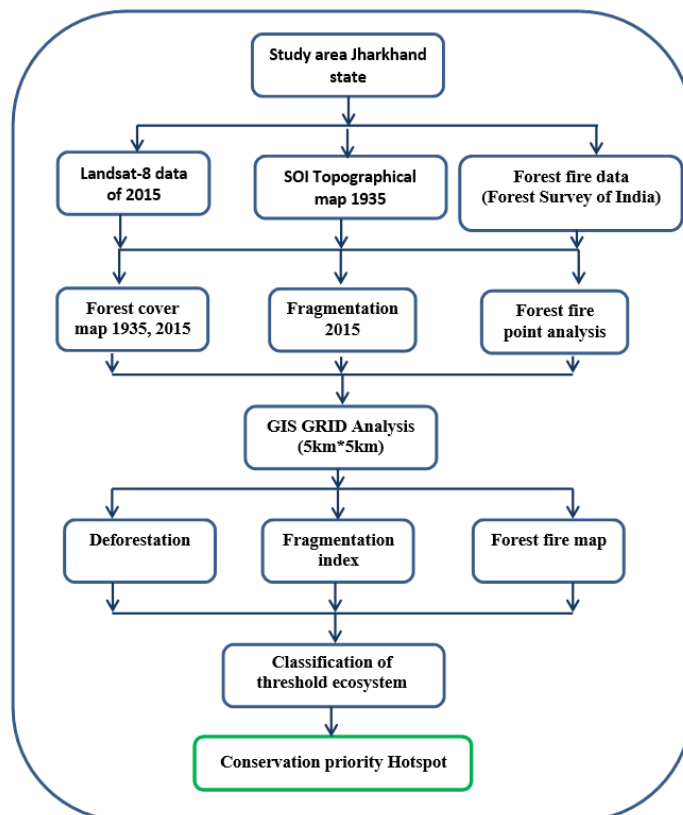 Study area Jharkhand
state
Landsat-8 data
of 2015
SOI Topographical
map 1935
Forest fire data
(Forest Survey of India)
Forest cover
map 1935, 2015
Fragmentation
2015
Forest fire
point analysis
GIS GRID Analysis
(5km*5km)
Deforestation
Fragmentation
index
Forest fire map
Classification of
threshold ecosystem
Conservation priority Hotspot